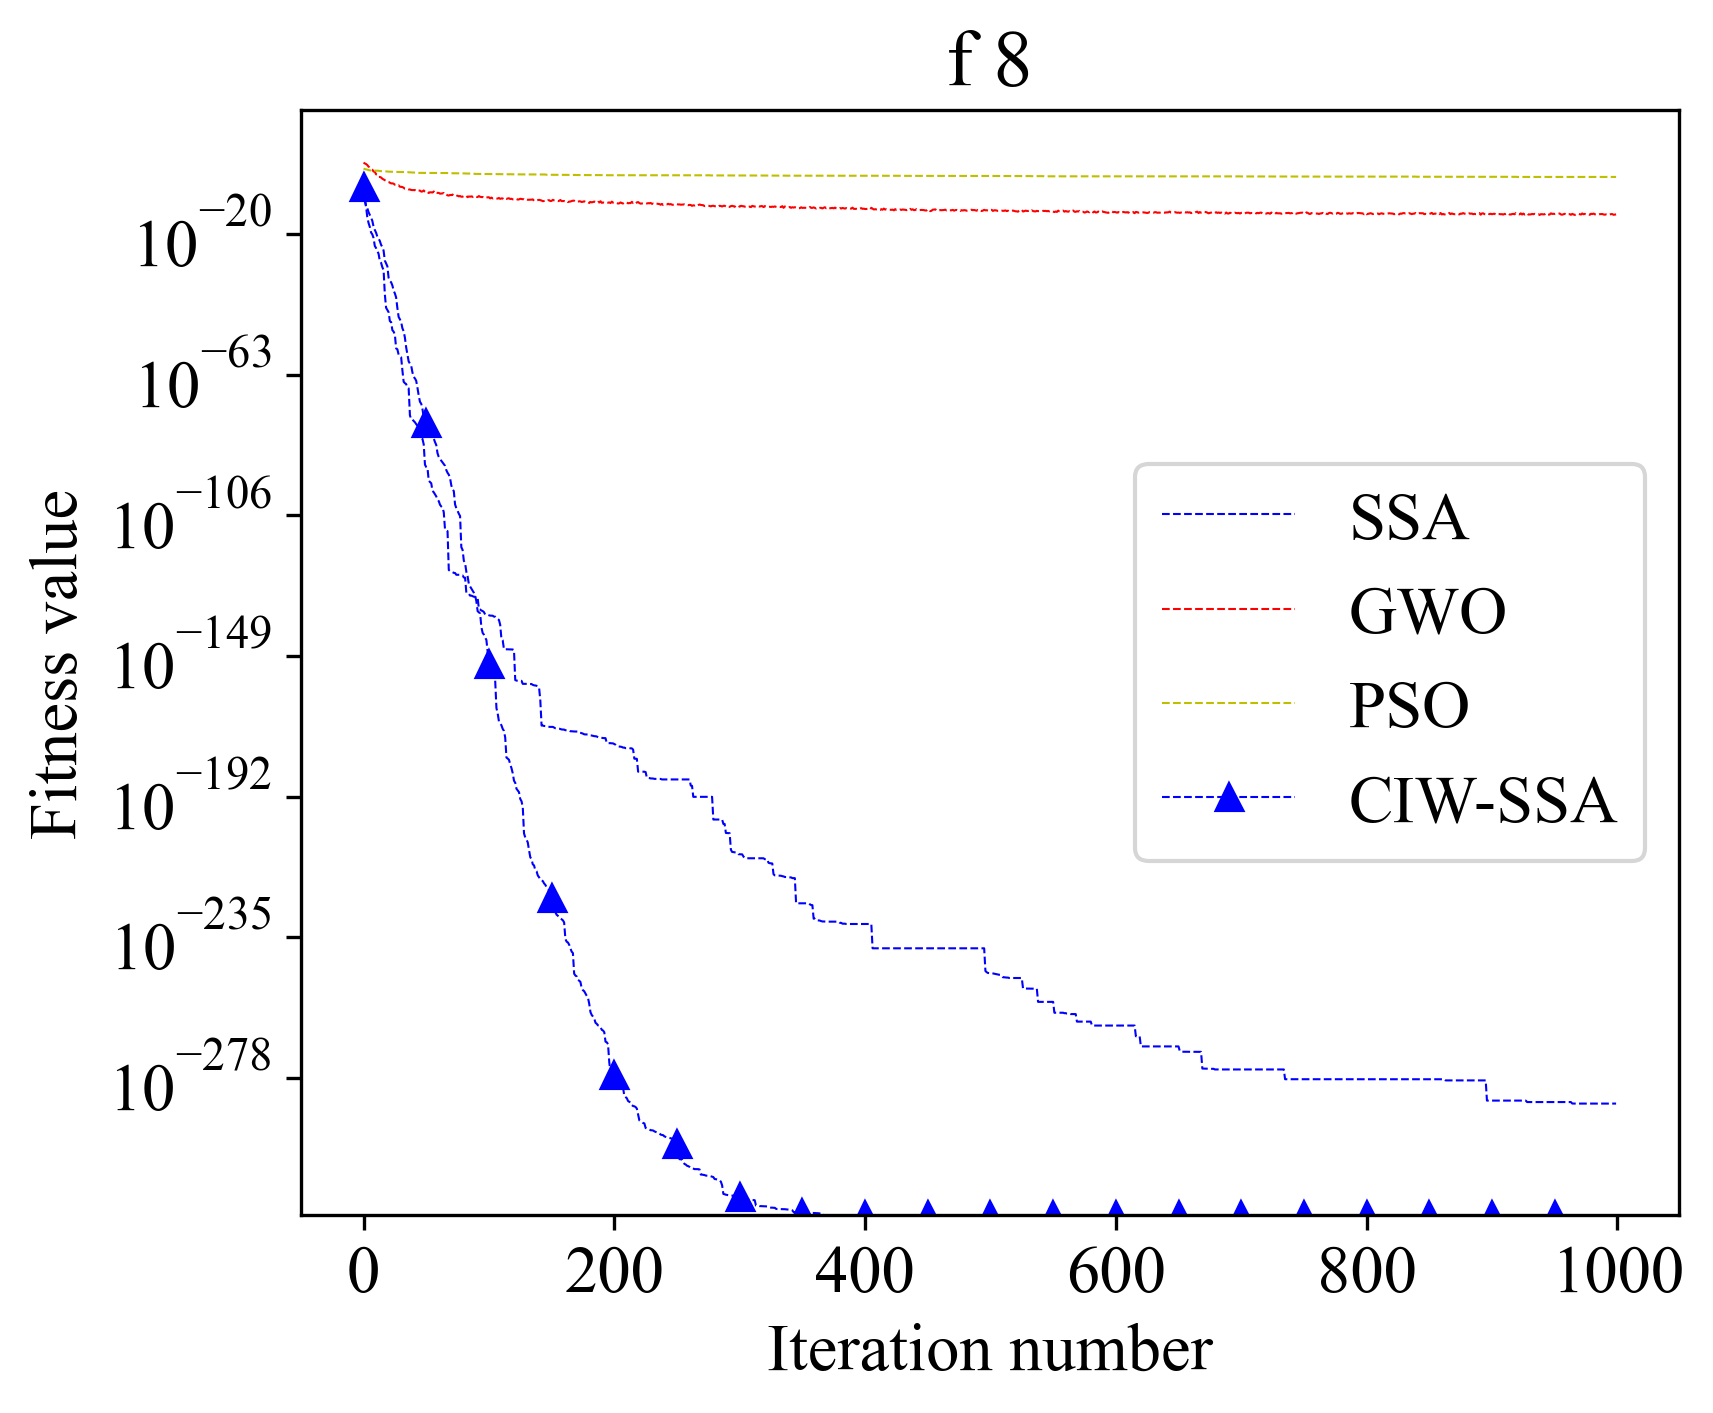 f 8
10^−20
10^−63
10^−106
10^−149
10^−192
10^−235
10^−278
Fitness value
SSA
GWO
PSO
CIW-SSA
0 200 400 600 800 1000
Iteration number